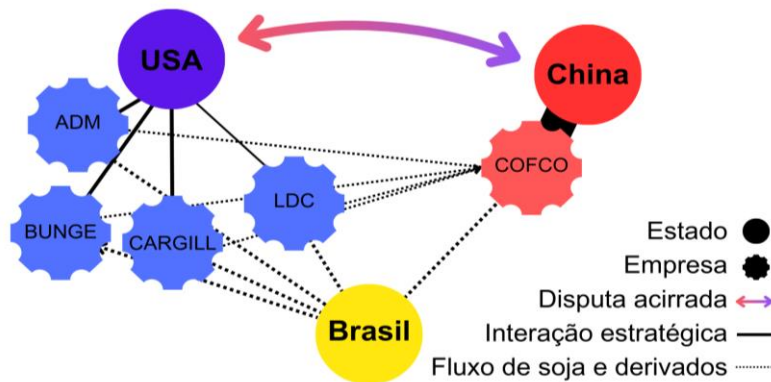 USA
China
ADM
COFCO
LDC
BUNGE
CARGILL
Brasil
Estado
Empresa
Disputa acirrada
Interação estratégica
Fluxo de soja e derivados